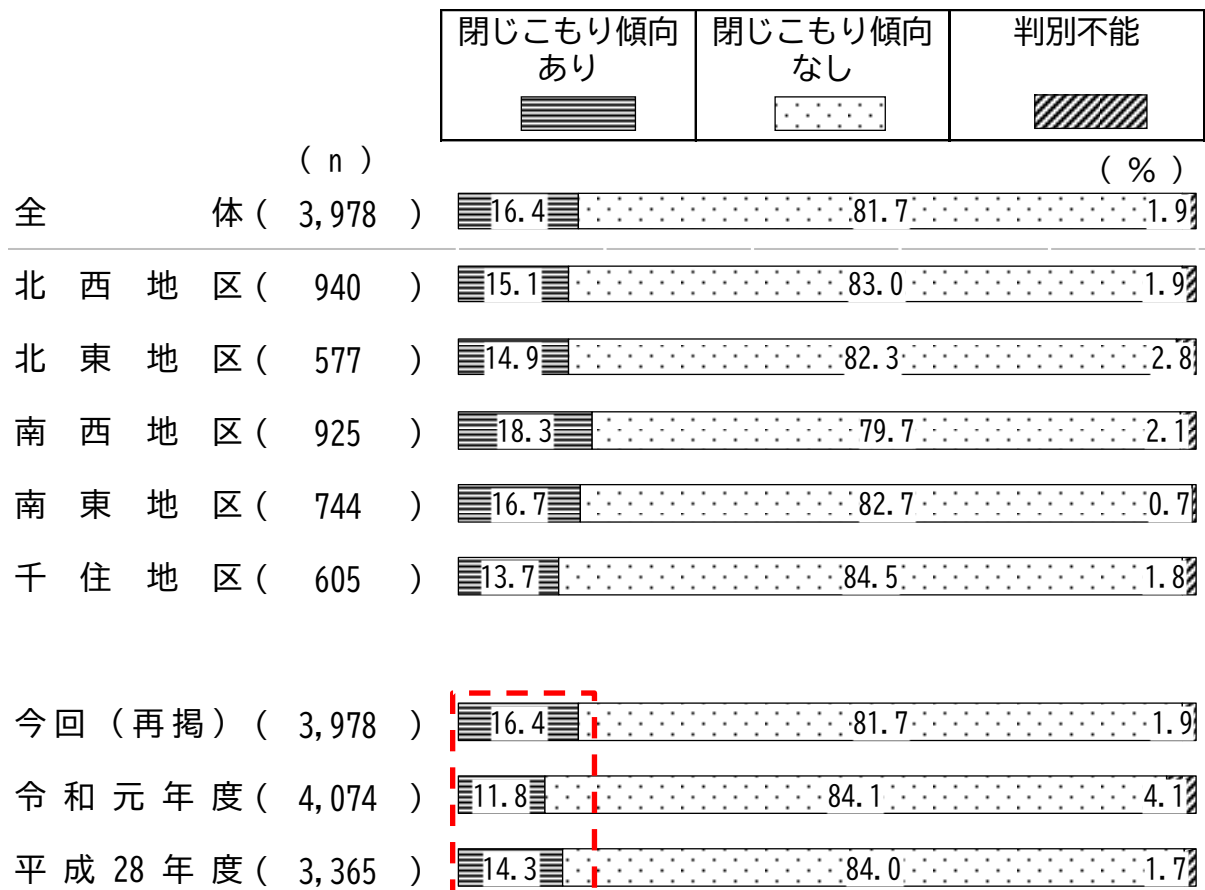 閉じこもり傾向あり 閉じこもり傾向なし 判別不能
(n) (%)
全体( 3,978 ) 16.4 81.7 1.9
北西地区( 940 ) 15.1 83.0 1.9
北東地区( 577 ) 14.9 82.3 2.8
南西地区( 925 ) 18.3 79.7 2.1
南東地区( 744 ) 16.7 82.7 0.7
千住地区( 605 ) 13.7 84.5 1.8
今回(再掲)( 3,978 ) 16.4 81.7 1.9
令和元年度( 4,074 ) 11.8 84.1 4.1
平成28年度( 3,365 ) 14.3 84.0 1.7